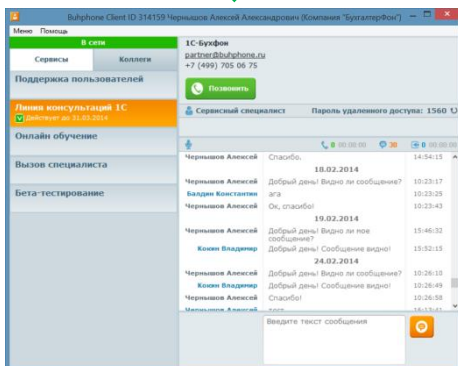 Buhphone Client ID 314159 Чернышов Алексей Александрович (Компания "БухгалтерФон")
Меню Помощь
В сети
Сервисы Коллеги
Поддержка пользователей
Линия консультаций 1С
Действует до 31.03.2014
Онлайн обучение
Вызов специалиста
Бета-тестирование
1С-Бухфон
partner@buhphone.ru
+7 (499) 705 06 75
Позвонить
Сервисный специалист Пароль удаленного доступа: 1560
0 00:00:00 30 0 00:00:00
Чернышов Алексей Спасибо. 14:54:15
18.02.2014
Чернышов Алексей Добрый день! Видно ли сообщение? 10:23:17
Балдин Константин ага 10:23:25
Чернышов Алексей Ок, спасибо! 10:23:43
19.02.2014
Чернышов Алексей Добрый день! Видно ли мое 15:46:32
сообщение?
Кокин Владимир Добрый день! Сообщение видно! 15:52:15
24.02.2014
Чернышов Алексей Добрый день! Видно ли сообщение? 10:26:10
Кокин Владимир Добрый день! Сообщение видно! 10:26:49
Чернышов Алексей Спасибо! 10:26:58
Чернышов Алексей тест
Введите текст сообщения